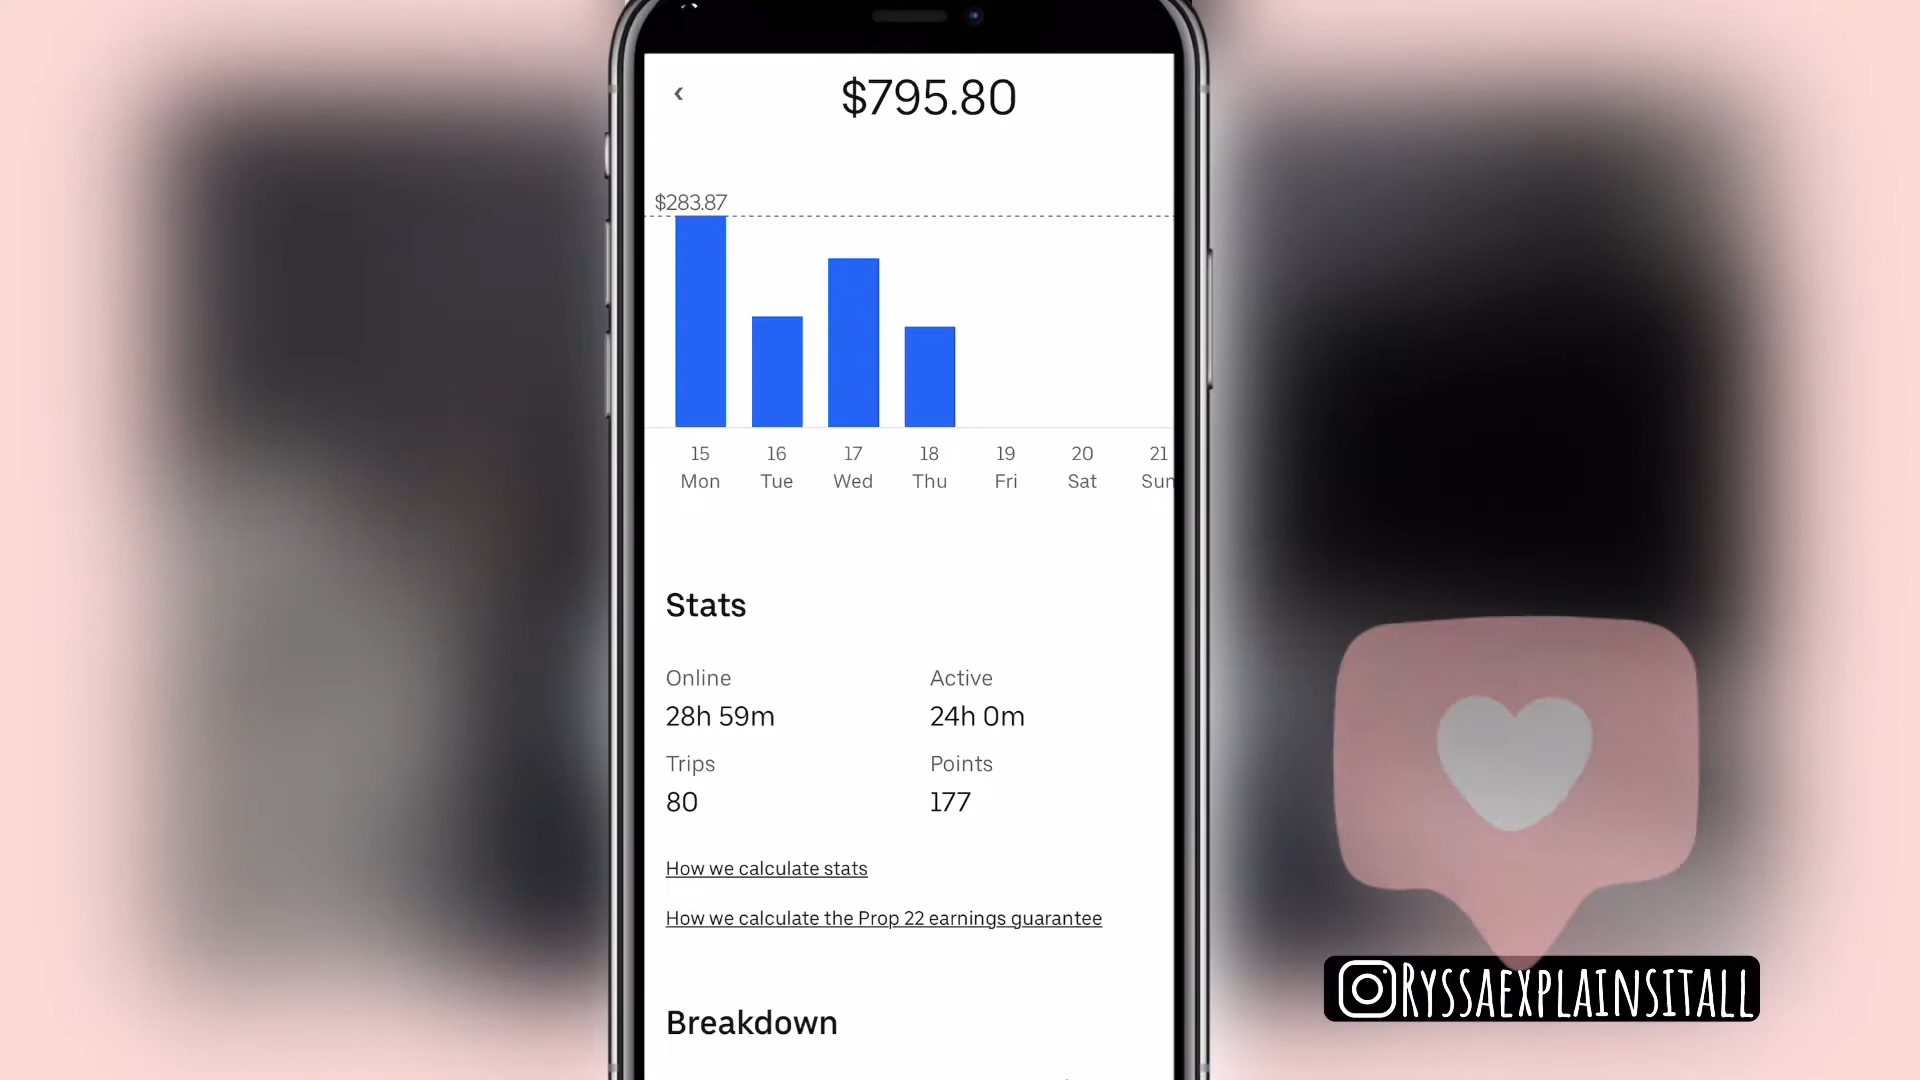 $795.80
$283.87
15 16 17 18 19 20 21
Mon Tue Wed Thu Fri Sat Sun
Stats
Online Active
28h 59m 24h 0m
Trips Points
80 177
How we calculate stats
How we calculate the Prop 22 earnings guarantee
Breakdown
RYSSAEXPLAINSITALL